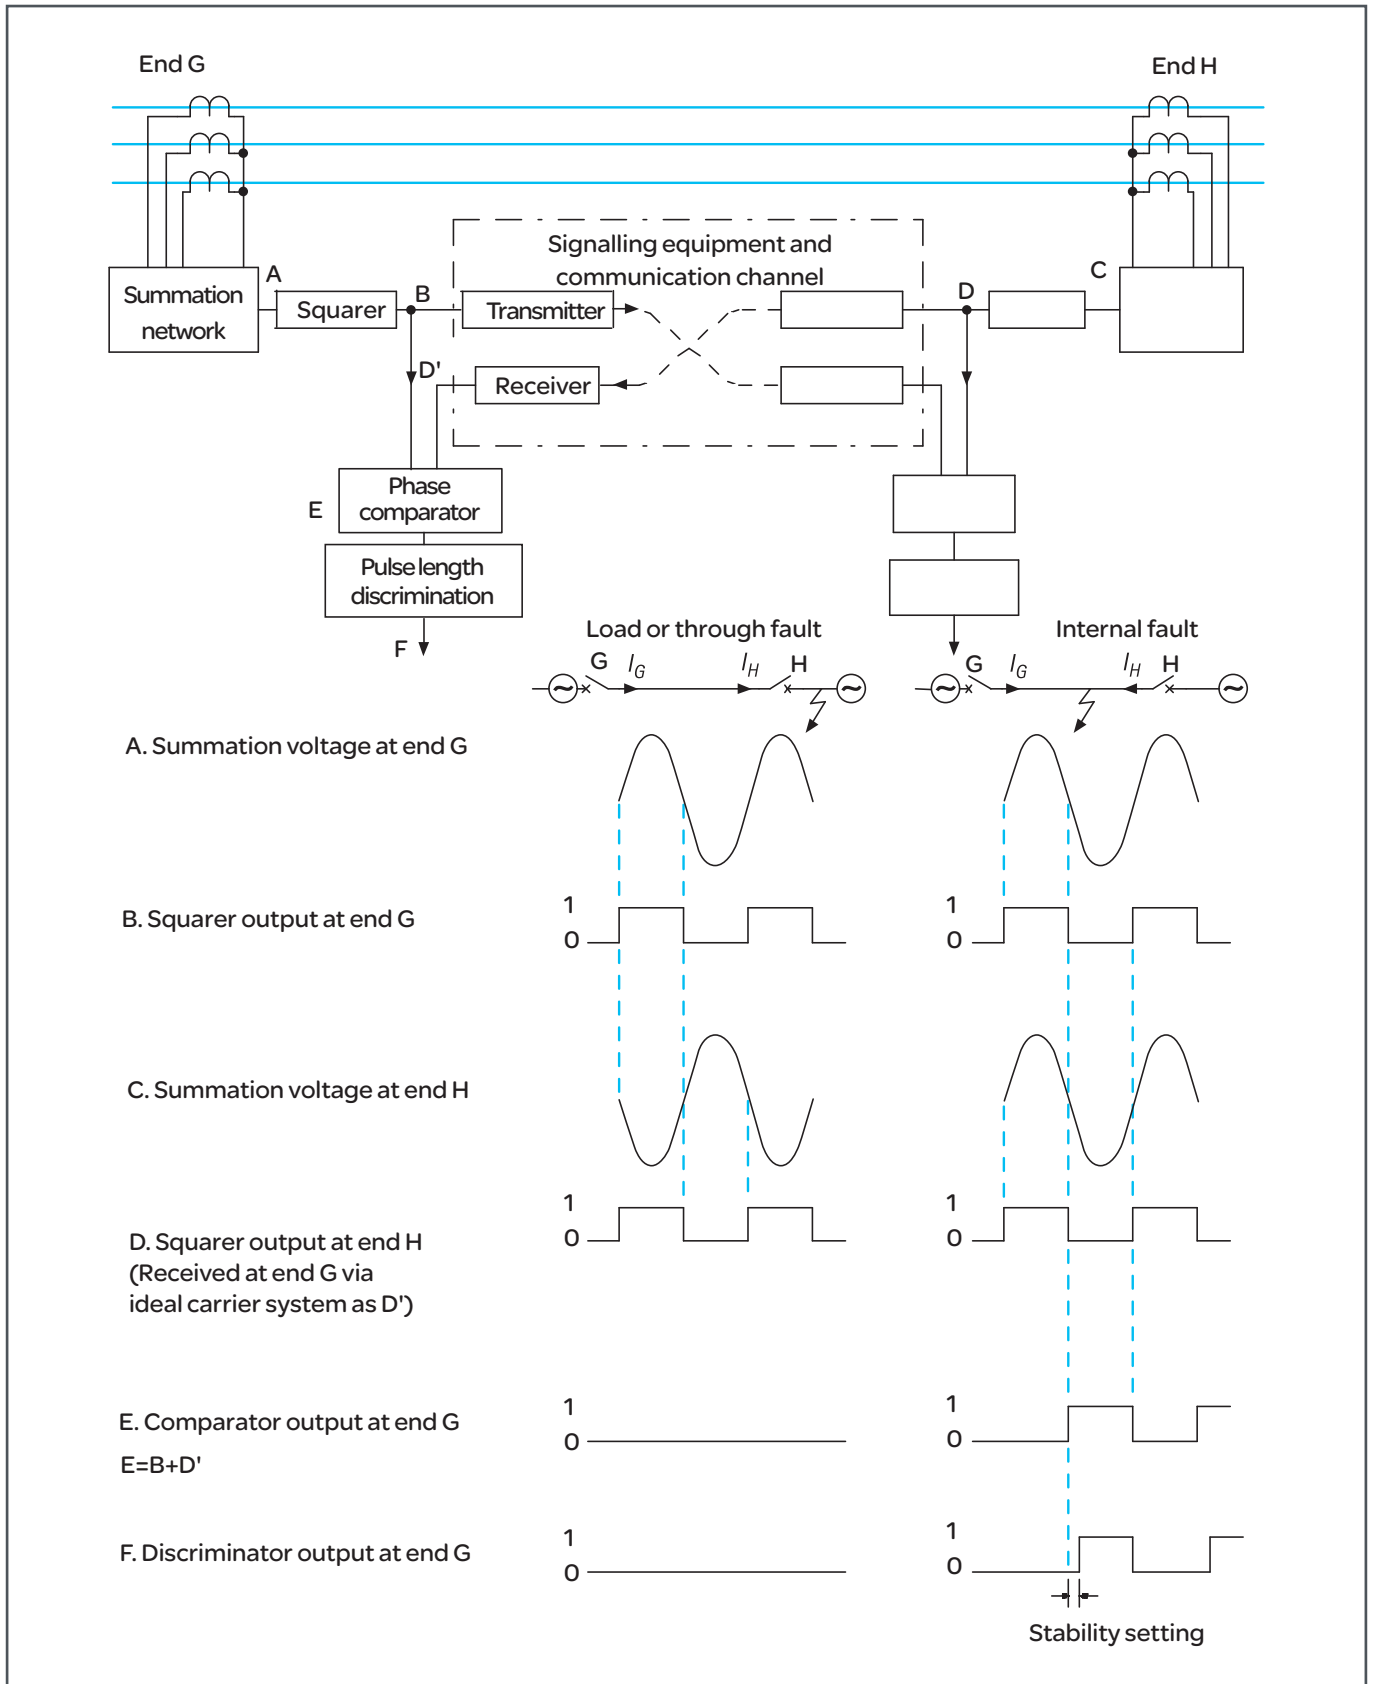 End G
End H
Signalling equipment and
communication channel
A
B
C
D
Summation
network
Squarer
Transmitter
D'
Receiver
Phase
comparator
E
Pulse length
discrimination
F
Load or through fault
Internal fault
G I_G I_H H
G I_G I_H H
A. Summation voltage at end G
B. Squarer output at end G
1
0
1
0
C. Summation voltage at end H
D. Squarer output at end H
(Received at end G via
ideal carrier system as D')
1
0
1
0
E. Comparator output at end G
E=B+D'
1
0
1
0
F. Discriminator output at end G
1
0
1
0
Stability setting